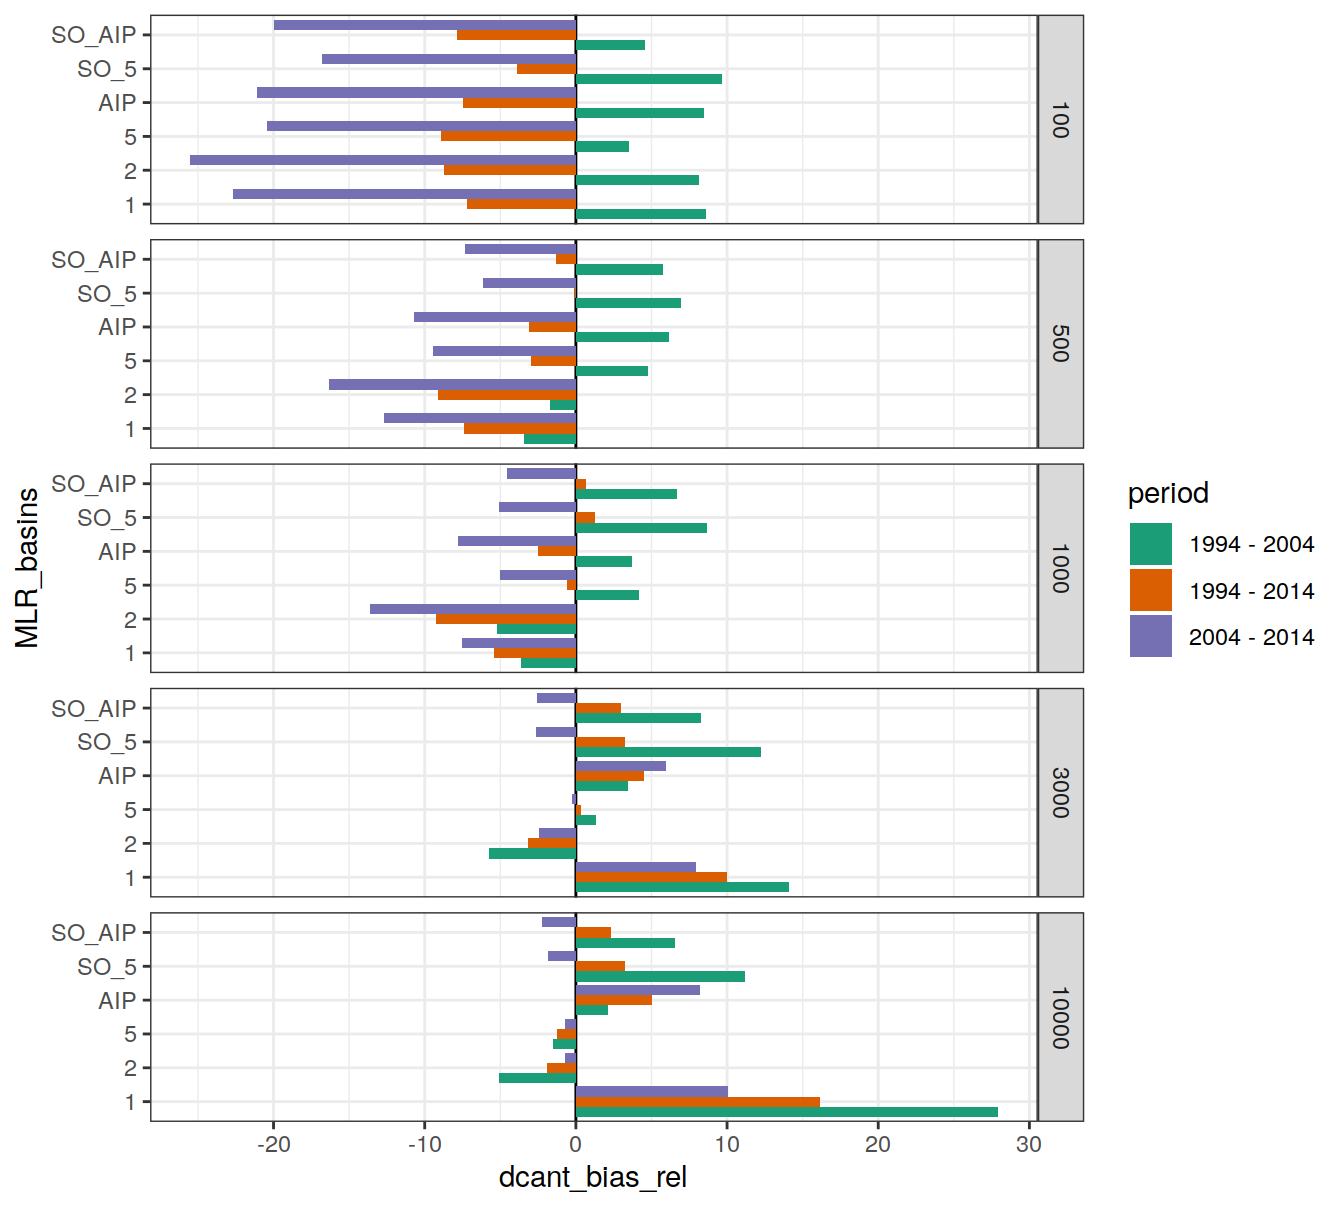 SO_AIP
SO_5
AIP
5
2
1
100
SO_AIP
SO_5
AIP
5
2
1
500
SO_AIP
SO_5
AIP
5
2
1
1000
SO_AIP
SO_5
AIP
5
2
1
3000
SO_AIP
SO_5
AIP
5
2
1
10000
-20
-10
0
10
20
30
dcant_bias_rel
MLR_basins
period
1994 - 2004
1994 - 2014
2004 - 2014